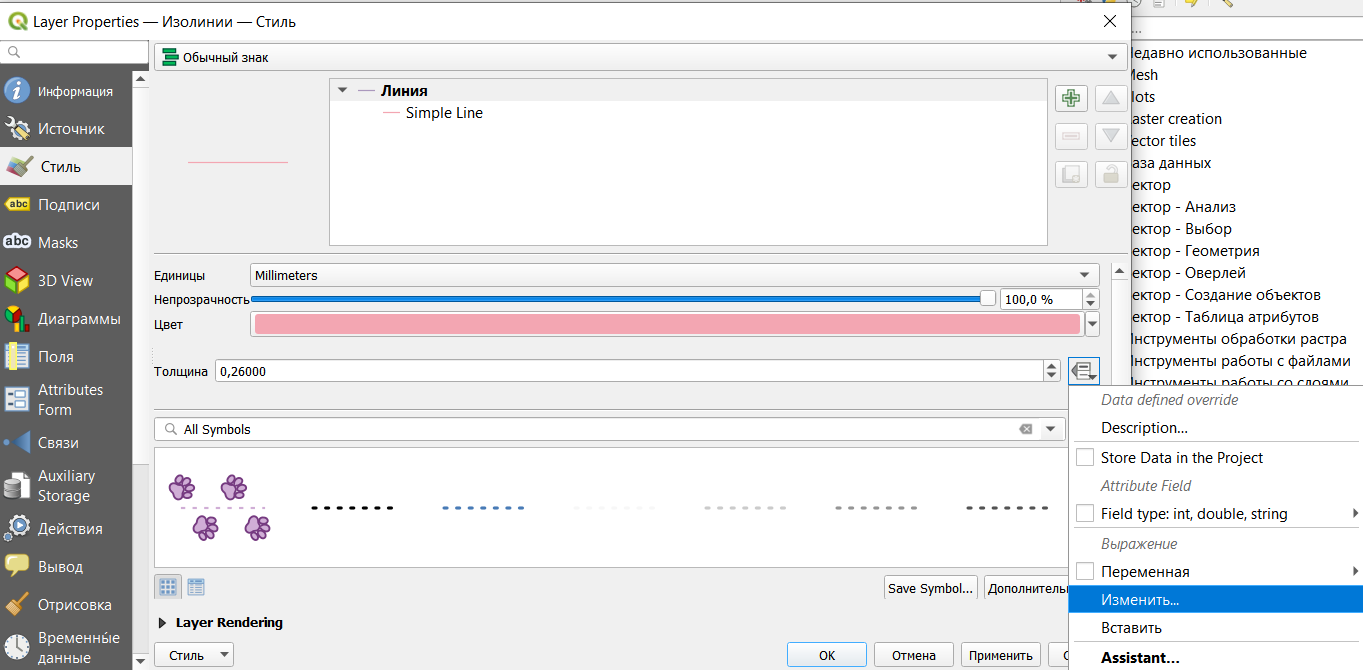 Layer Properties — Изолинии — Стиль
Обычный знак
Информация
Источник
Стиль
Подписи
Masks
3D View
Диаграммы
Поля
Attributes
Form
Связи
Auxiliary
Storage
Действия
Вывод
Отрисовка
Временные
данные
Линия
Simple Line
Единицы
Millimeters
Непрозрачность
100,0 %
Цвет
Толщина
0,26000
All Symbols
Save Symbol...
Дополнитель
Layer Rendering
Стиль
OK
Отмена
Применить
едавно использованные
esh
lots
aster creation
ector tiles
аза данных
ектор
ектор - Анализ
ектор - Выбор
ектор - Геометрия
ектор - Оверлей
ектор - Создание объектов
ектор - Таблица атрибутов
нструменты обработки растра
нструменты работы с файлами
нструменты работы со слоями
Data defined override
Description...
Store Data in the Project
Attribute Field
Field type: int, double, string
Выражение
Переменная
Изменить...
Вставить
Assistant...